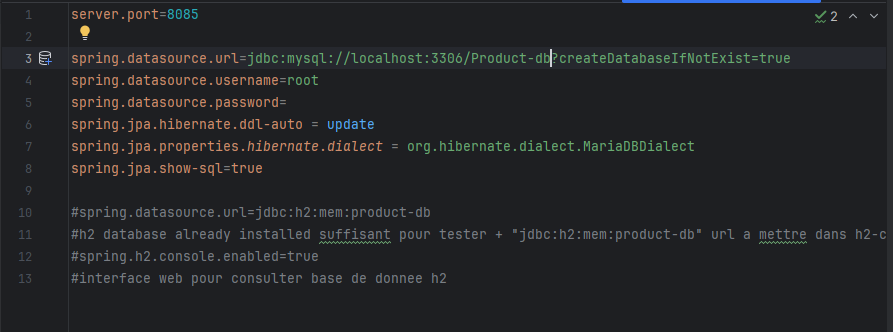 1 server.port=8085
2
3 spring.datasource.url=jdbc:mysql://localhost:3306/Product-db?createDatabaseIfNotExist=true
4 spring.datasource.username=root
5 spring.datasource.password=
6 spring.jpa.hibernate.ddl-auto = update
7 spring.jpa.properties.hibernate.dialect = org.hibernate.dialect.MariaDBDialect
8 spring.jpa.show-sql=true
9
10 #spring.datasource.url=jdbc:h2:mem:product-db
11 #h2 database already installed suffisant pour tester + "jdbc:h2:mem:product-db" url a mettre dans h2-c
12 #spring.h2.console.enabled=true
13 #interface web pour consulter base de donnee h2
2